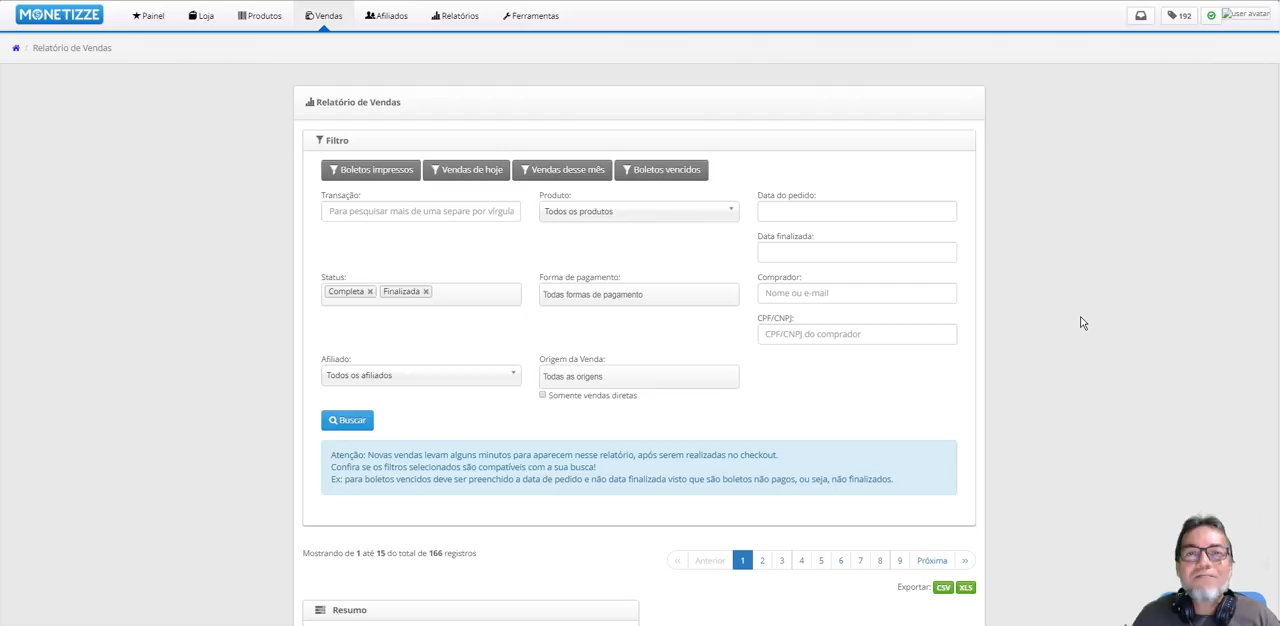 MONETIZZE
Painel Loja Produtos Vendas Afiliados Relatórios Ferramentas 192 user avatar
/ Relatório de Vendas
Relatório de Vendas
Filtro
Boletos impressos Vendas de hoje Vendas desse mês Boletos vencidos
Transação: Produto: Data do pedido:
Para pesquisar mais de uma separe por vírgula Todos os produtos
Data finalizada:
Status: Forma de pagamento: Comprador:
Completa × Finalizada × Todas formas de pagamento Nome ou e-mail
CPF/CNPJ:
CPF/CNPJ do comprador
Afiliado: Origem da Venda:
Todos os afiliados Todas as origens
Somente vendas diretas
Buscar
Atenção: Novas vendas levam alguns minutos para aparecem nesse relatório, após serem realizadas no checkout.
Confira se os filtros selecionados são compatíveis com a sua busca!
Ex: para boletos vencidos deve ser preenchido a data de pedido e não data finalizada visto que são boletos não pagos, ou seja, não finalizados.
Mostrando de 1 até 15 do total de 166 registros « Anterior 1 2 3 4 5 6 7 8 9 Próxima »
Exportar: CSV XLS
Resumo